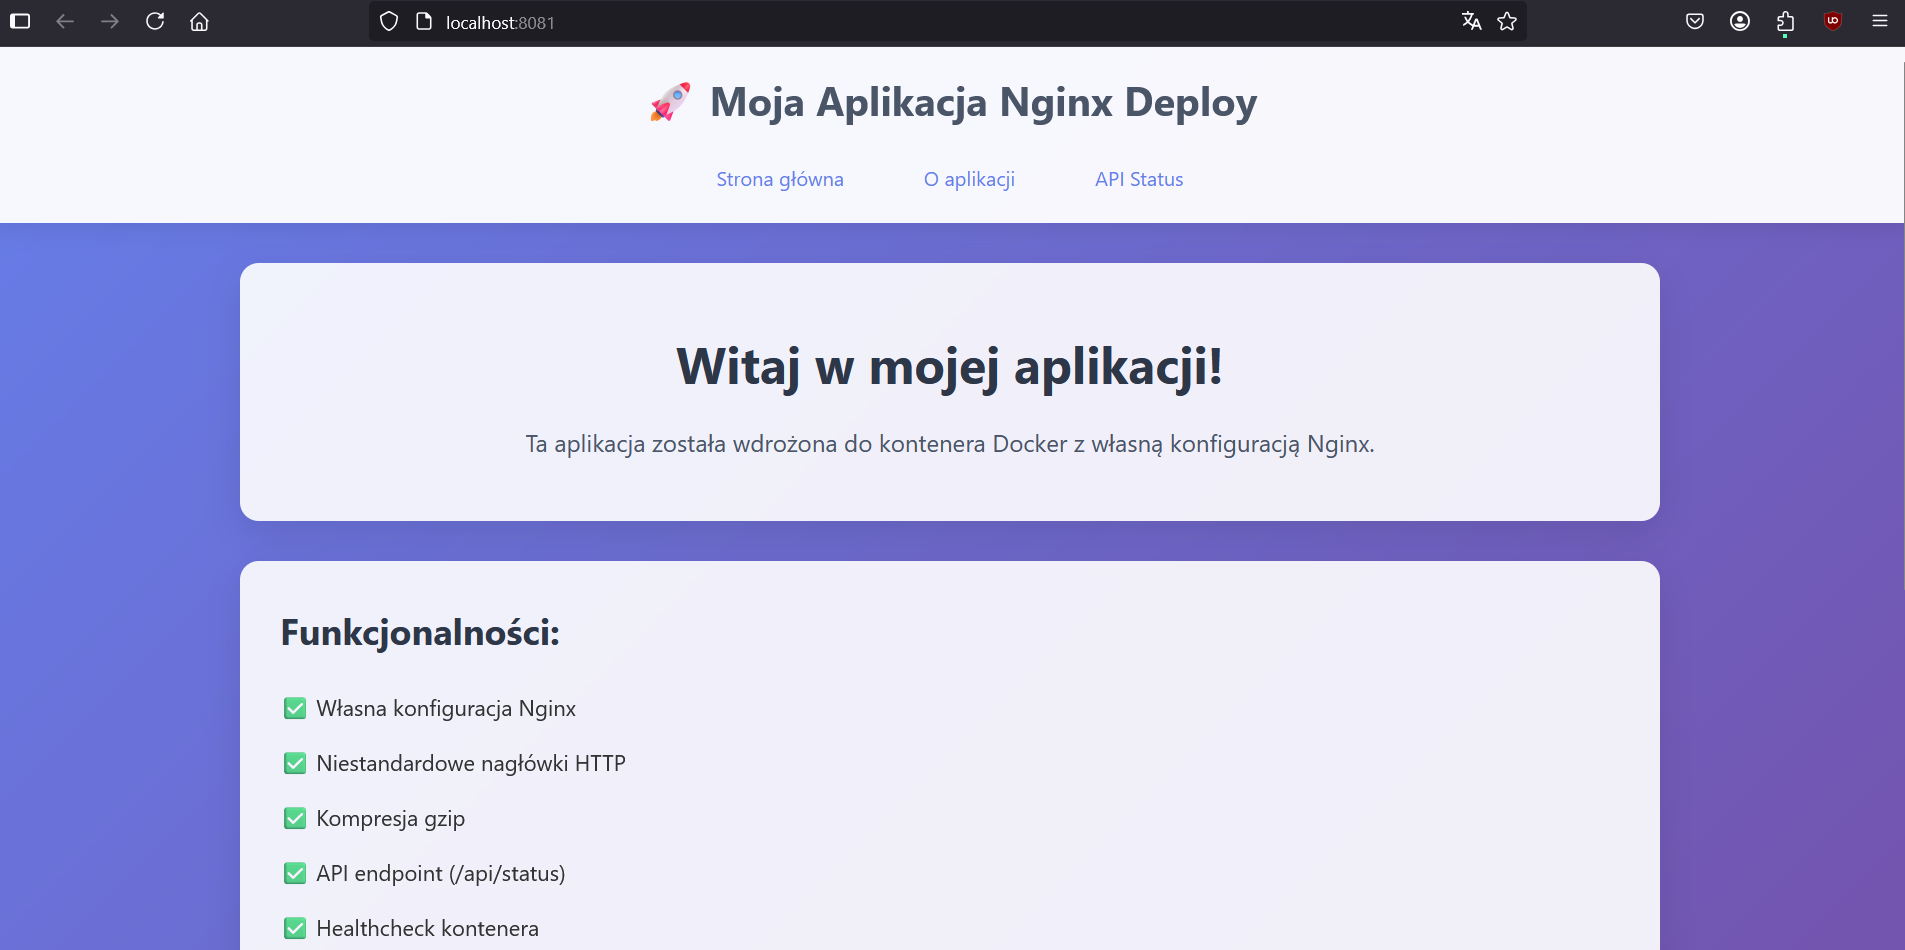 localhost:8081
Moja Aplikacja Nginx Deploy
Strona główna O aplikacji API Status
Witaj w mojej aplikacji!
Ta aplikacja została wdrożona do kontenera Docker z własną konfiguracją Nginx.
Funkcjonalności:
Własna konfiguracja Nginx
Niestandardowe nagłówki HTTP
Kompresja gzip
API endpoint (/api/status)
Healthcheck kontenera